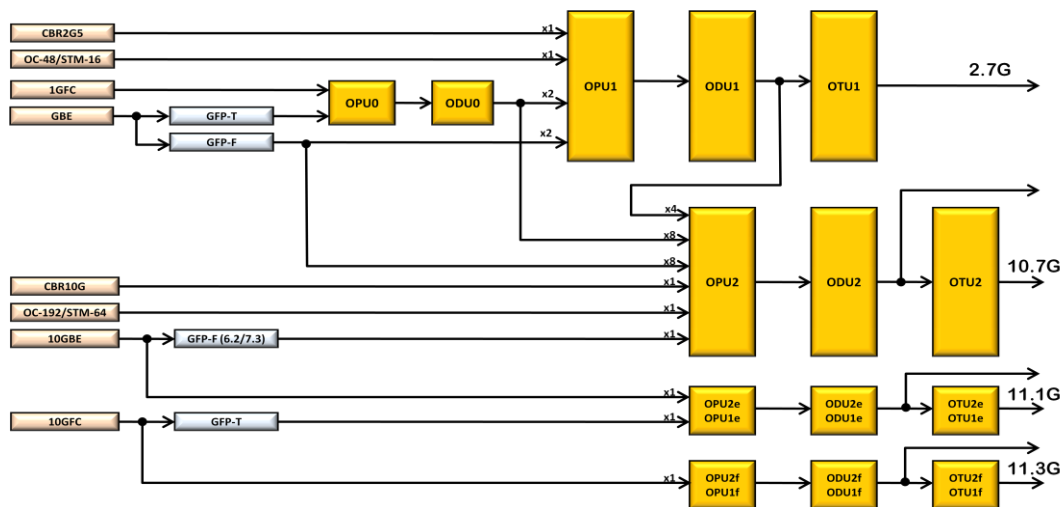 CBR2G5
x1
OC-48/STM-16
x1
1GFC
GBE
GFP-T
GFP-F
OPU0
ODU0
x2
x2
OPU1
ODU1
OTU1
2.7G
x4
x8
x8
CBR10G
x1
OC-192/STM-64
x1
10GBE
GFP-F (6.2/7.3)
x1
OPU2
ODU2
OTU2
10.7G
x1
10GFC
GFP-T
x1
OPU2e
OPU1e
ODU2e
ODU1e
OTU2e
OTU1e
11.1G
x1
OPU2f
OPU1f
ODU2f
ODU1f
OTU2f
OTU1f
11.3G